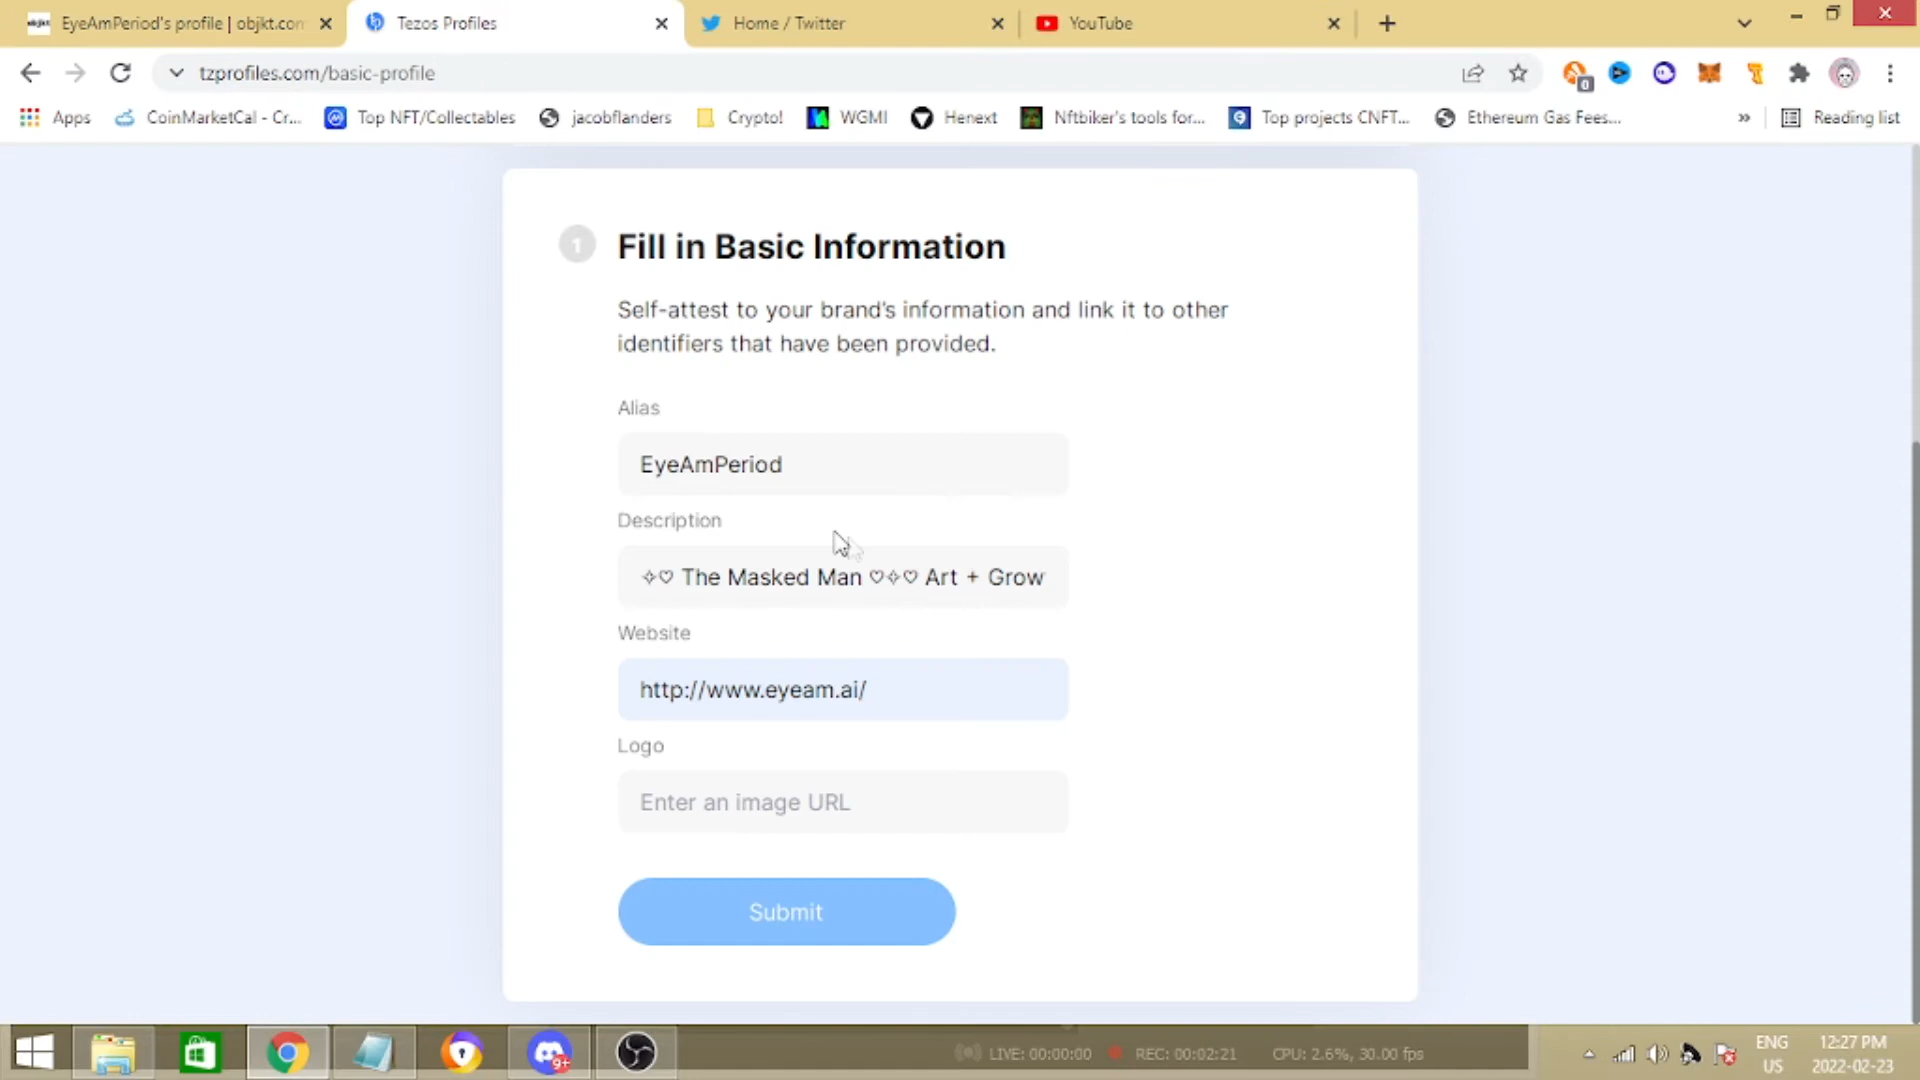 EyeAmPeriod's profile | objkt.com
Tezos Profiles
Home / Twitter
YouTube
tzprofiles.com/basic-profile
0
Apps
CoinMarketCal - Cr...
Top NFT/Collectables
jacobflanders
Crypto!
WGMI
Henext
Nftbiker's tools for...
Top projects CNFT...
Ethereum Gas Fees...
»
Reading list
1
Fill in Basic Information
Self-attest to your brand's information and link it to other
identifiers that have been provided.
Alias
EyeAmPeriod
Description
✧♡ The Masked Man ♡✧♡ Art + Grow
Website
http://www.eyeam.ai/
Logo
Enter an image URL
Submit
9+
LIVE: 00:00:00
REC: 00:02:21
CPU: 2.6%, 30.00 fps
ENG
US
12:27 PM
2022-02-23